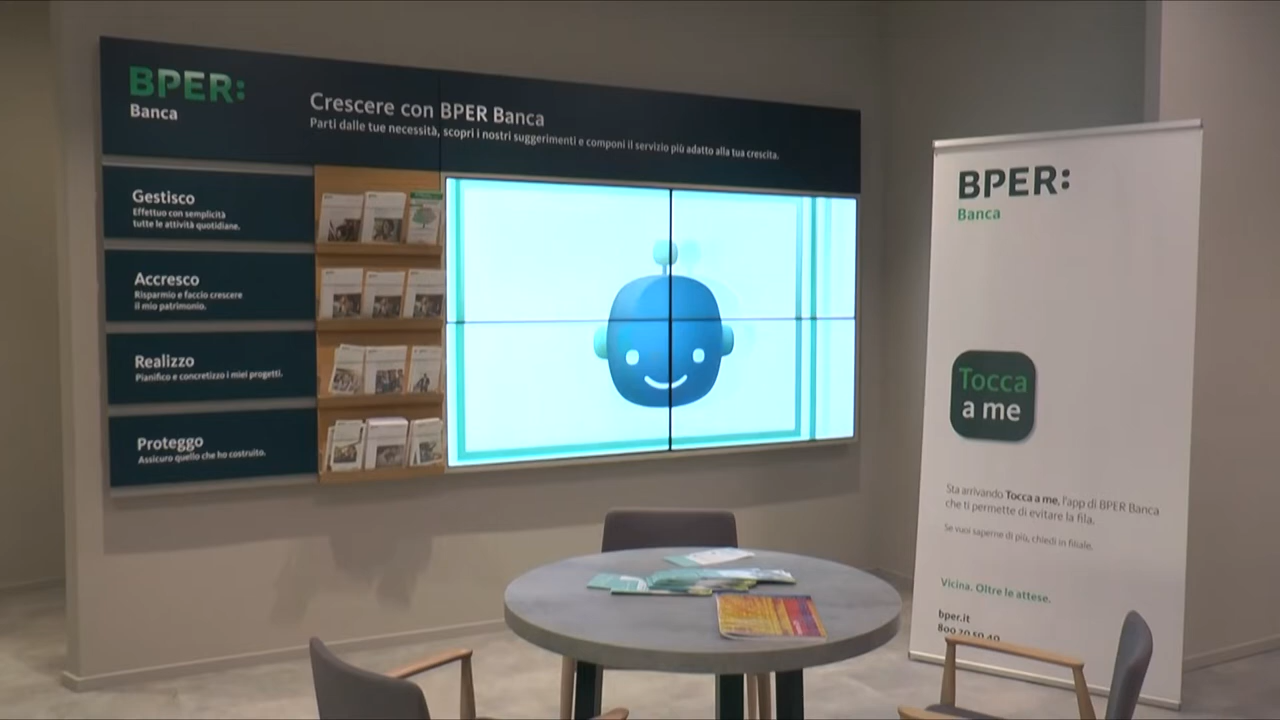 BPER:
Banca
Crescere con BPER Banca
Parti dalle tue necessità, scopri i nostri suggerimenti e componi il servizio più adatto alla tua crescita.
Gestisco
Effettuo con semplicità
tutte le attività quotidiane.
Accresco
Risparmio e faccio crescere
il mio patrimonio.
Realizzo
Pianifico e concretizzo i miei progetti.
Proteggo
Assicuro quello che ho costruito.
BPER:
Banca
Tocca
a me
Sta arrivando Tocca a me, l'app di BPER Banca
che ti permette di evitare la fila.
Se vuoi saperne di più, chiedi in filiale.
Vicina. Oltre le attese.
bper.it
800 20 50 40